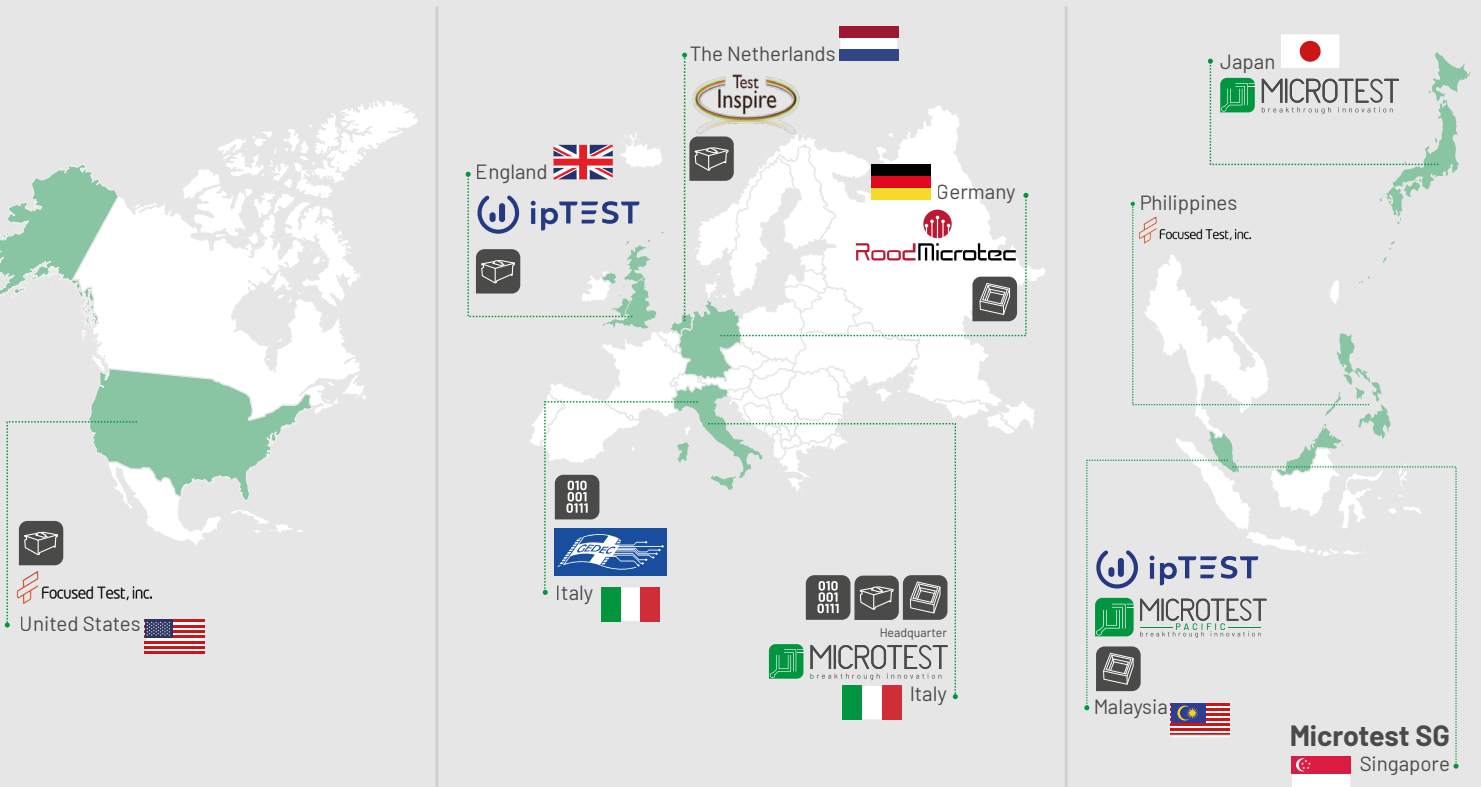 Focused Test, inc.
United States
The Netherlands
Test
Inspire
England
ipTEST
Germany
RoodMicrotec
010
001
0111
GEDEC
Italy
010
001
0111
Headquarter
MICROTEST
breakthrough innovation
Italy
Japan
MICROTEST
breakthrough innovation
Philippines
Focused Test, inc.
ipTEST
MICROTEST
PACIFIC
breakthrough innovation
Malaysia
Microtest SG
Singapore